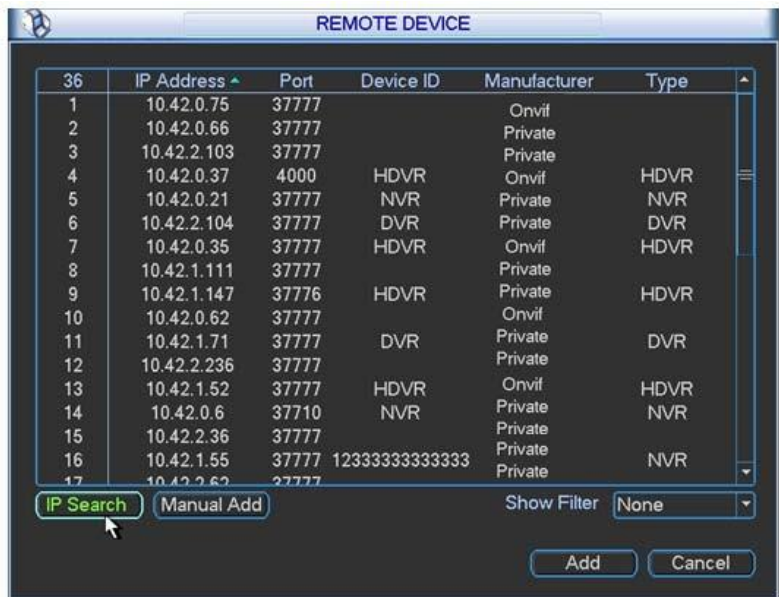 REMOTE DEVICE
36 IP Address Port Device ID Manufacturer Type
1 10.42.0.75 37777 Onvif
2 10.42.0.66 37777 Private
3 10.42.2.103 37777 Private
4 10.42.0.37 4000 HDVR Onvif HDVR
5 10.42.0.21 37777 NVR Private NVR
6 10.42.2.104 37777 DVR Private DVR
7 10.42.0.35 37777 HDVR Onvif HDVR
8 10.42.1.111 37777 Private
9 10.42.1.147 37776 HDVR Private HDVR
10 10.42.0.62 37777 Onvif
11 10.42.1.71 37777 DVR Private DVR
12 10.42.2.236 37777 Private
13 10.42.1.52 37777 HDVR Onvif HDVR
14 10.42.0.6 37710 NVR Private NVR
15 10.42.2.36 37777 Private
16 10.42.1.55 37777 12333333333333 Private NVR
17 10.42.2.62 37777 Private
IP Search Manual Add Show Filter None
Add Cancel